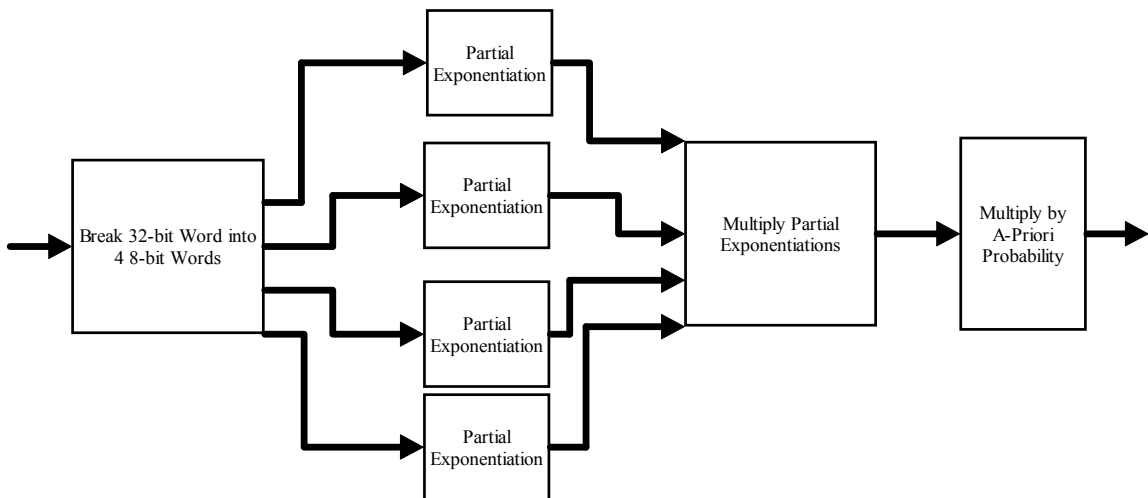 Partial
Exponentiation
Partial
Exponentiation
Break 32-bit Word into
4 8-bit Words
Multiply Partial
Exponentiations
Multiply by
A-Priori
Probability
Partial
Exponentiation
Partial
Exponentiation